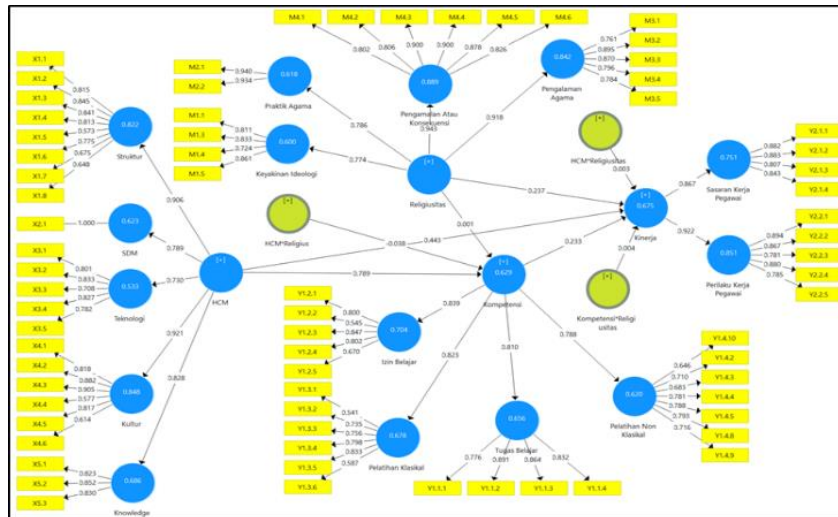 M4.1
M4.2
M4.3
M4.4
M4.5
M4.6
0.802
0.806
0.900
0.900
0.878
0.826
0.889
Pengamalan Atau
Konsekuensi
M3.1
M3.2
M3.3
M3.4
M3.5
0.761
0.895
0.870
0.796
0.784
0.842
Pengalaman
Agama
M2.1
M2.2
0.940
0.934
0.618
Praktik Agama
M1.1
M1.3
M1.4
M1.5
0.811
0.833
0.724
0.861
0.600
Keyakinan Ideologi
0.786
0.774
0.943
0.918
[+]
Religiusitas
X1.1
X1.2
X1.3
X1.4
X1.5
X1.6
X1.7
X1.8
0.815
0.845
0.841
0.813
0.573
0.775
0.675
0.648
0.822
Struktur
X2.1
1.000
0.623
SDM
X3.1
X3.2
X3.3
X3.4
X3.5
0.801
0.833
0.708
0.827
0.782
0.533
Teknologi
X4.1
X4.2
X4.3
X4.4
X4.5
X4.6
0.818
0.882
0.905
0.577
0.817
0.614
0.848
Kultur
X5.1
X5.2
X5.3
0.823
0.852
0.830
0.686
Knowledge
0.906
0.789
0.730
0.921
0.828
[+]
HCM
[+]
HCM*Religius
-0.038
0.443
0.789
0.001
0.237
0.233
[+]
HCM*Religiusitas
0.003
[+]
0.675
Kinerja
0.004
[+]
Kompetensi*Religi
usitas
[+]
0.629
Kompetensi
0.867
0.922
0.751
Sasaran Kerja
Pegawai
0.882
0.883
0.807
0.843
Y2.1.1
Y2.1.2
Y2.1.3
Y2.1.4
0.851
Perilaku Kerja
Pegawai
0.894
0.867
0.781
0.880
0.785
Y2.2.1
Y2.2.2
Y2.2.3
Y2.2.4
Y2.2.5
0.839
0.823
0.810
0.788
Y1.2,1
Y1.2.2
Y1.2.3
Y1.2.4
Y1.2.5
0.800
0.545
0.847
0.802
0.670
0.704
Izin Belajar
Y1.3.1
Y1.3.2
Y1.3.3
Y1.3.4
Y1.3.5
Y1.3.6
0.541
0.735
0.756
0.798
0.833
0.587
0.678
Pelatihan Klasikal
0.656
Tugas Belajar
0.776
0.891
0.864
0.832
Y1.1.1
Y1.1.2
Y1.1.3
Y1.1.4
0.620
Pelatihan Non
Klasikal
0.646
0.710
0.683
0.781
0.788
0.793
0.716
Y1.4.10
Y1.4.2
Y1.4.3
Y1.4.4
Y1.4.5
Y1.4.8
Y1.4.9